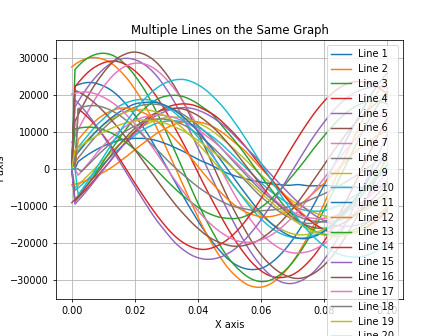 Multiple Lines on the Same Graph
30000
20000
10000
0
-10000
-20000
-30000
0.00
0.02
0.04
0.06
X axis
Line 1
Line 2
Line 3
Line 4
Line 5
Line 6
Line 7
Line 8
Line 9
Line 10
Line 11
Line 12
Line 13
Line 14
Line 15
Line 16
Line 17
Line 18
Line 19
Line 20